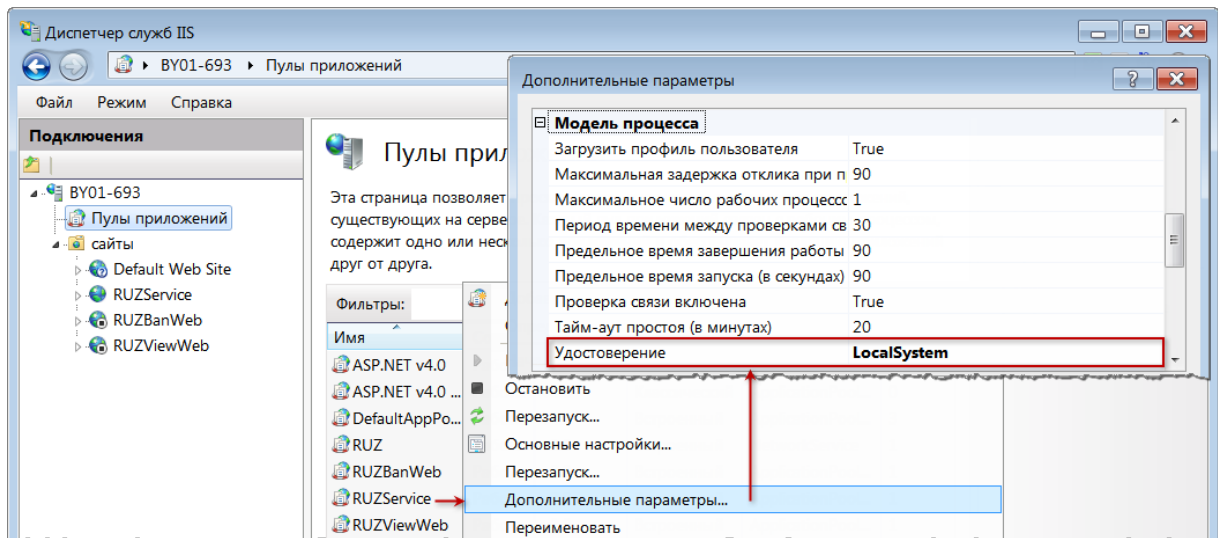 Диспетчер служб IIS
BY01-693 Пулы приложений
Файл Режим Справка
Подключения
BY01-693
Пулы приложений
сайты
Default Web Site
RUZService
RUZBanWeb
RUZViewWeb
Пулы прил
Эта страница позволяет
существующих на серве
содержит одно или неск
друг от друга.
Фильтры:
Имя
ASP.NET v4.0
ASP.NET v4.0 ...
DefaultAppPo...
RUZ
RUZBanWeb
RUZService
RUZViewWeb
Остановить
Перезапуск...
Основные настройки...
Перезапуск...
Дополнительные параметры...
Переименовать
Дополнительные параметры
Модель процесса
Загрузить профиль пользователя True
Максимальная задержка отклика при п 90
Максимальное число рабочих процессс 1
Период времени между проверками св 30
Предельное время завершения работы 90
Предельное время запуска (в секундах) 90
Проверка связи включена True
Тайм-аут простоя (в минутах) 20
Удостоверение LocalSystem